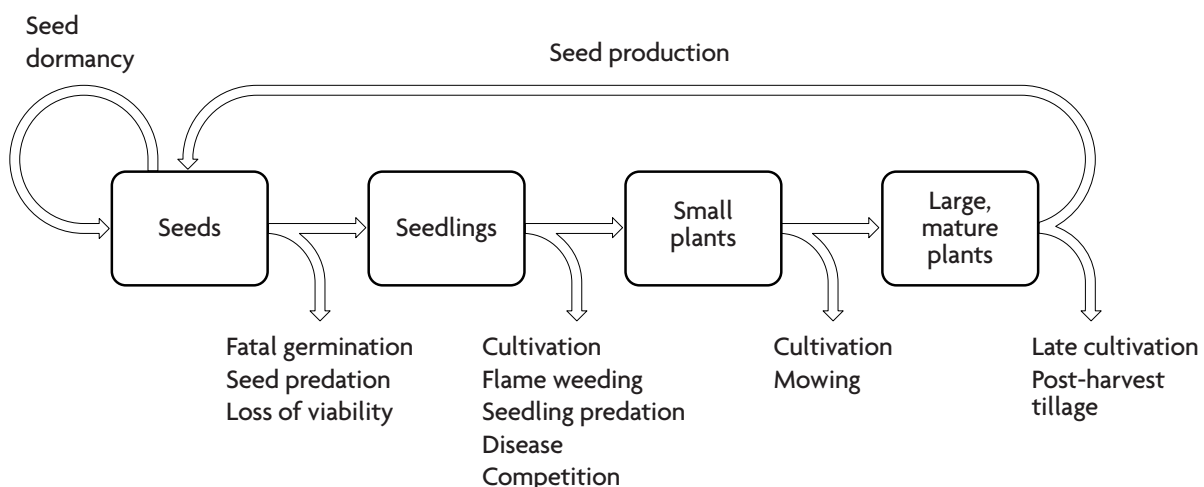 Seed
dormancy
Seed production
Seeds
Seedlings
Small
plants
Large,
mature
plants
Fatal germination
Seed predation
Loss of viability
Cultivation
Flame weeding
Seedling predation
Disease
Competition
Cultivation
Mowing
Late cultivation
Post-harvest
tillage